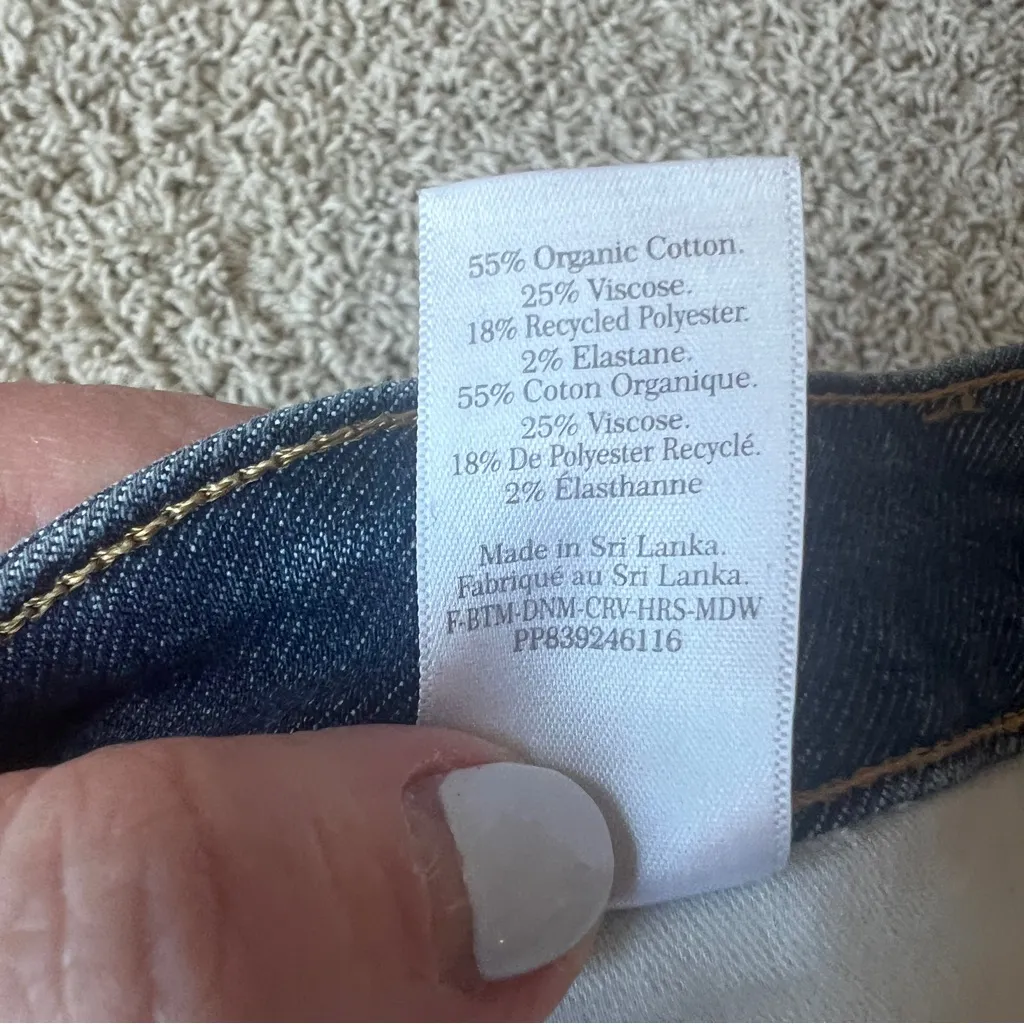 55% Organic Cotton.
25% Viscose.
18% Recycled Polyester.
2% Elastane.
55% Coton Organique.
25% Viscose.
18% De Polyester Recyclé.
2% Élasthanne
Made in Sri Lanka.
Fabriqué au Sri Lanka.
F-BTM-DNM-CRV-HRS-MDW
PP839246116